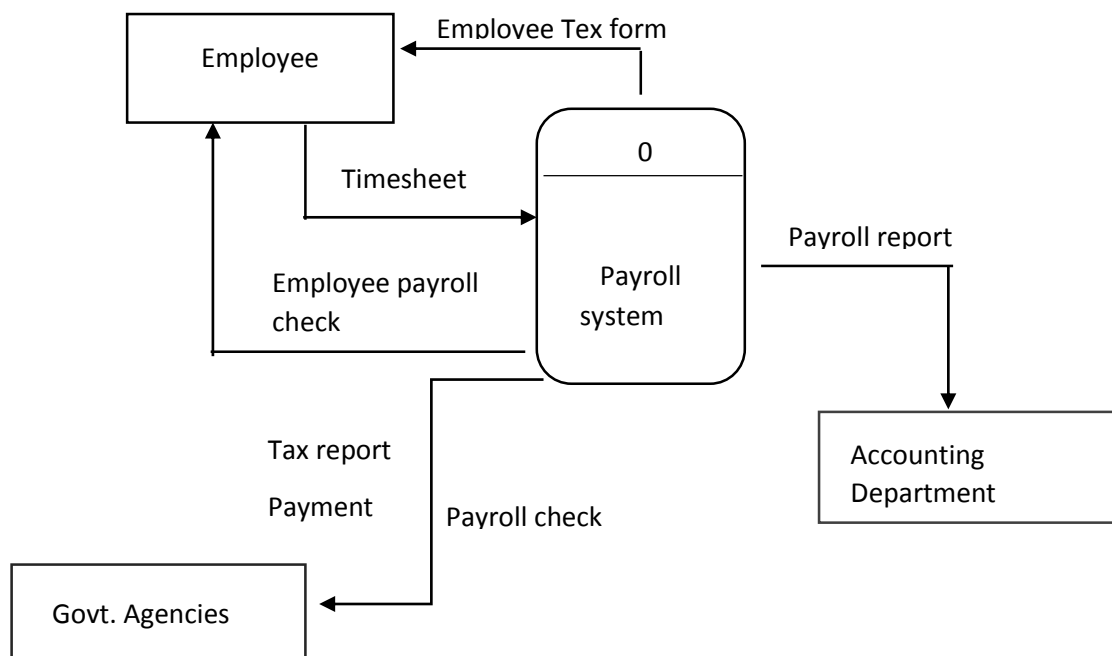 Employee Tex form
Employee
0
Timesheet
Payroll report
Employee payroll
check
Payroll
system
Tax report
Payment
Payroll check
Accounting
Department
Govt. Agencies